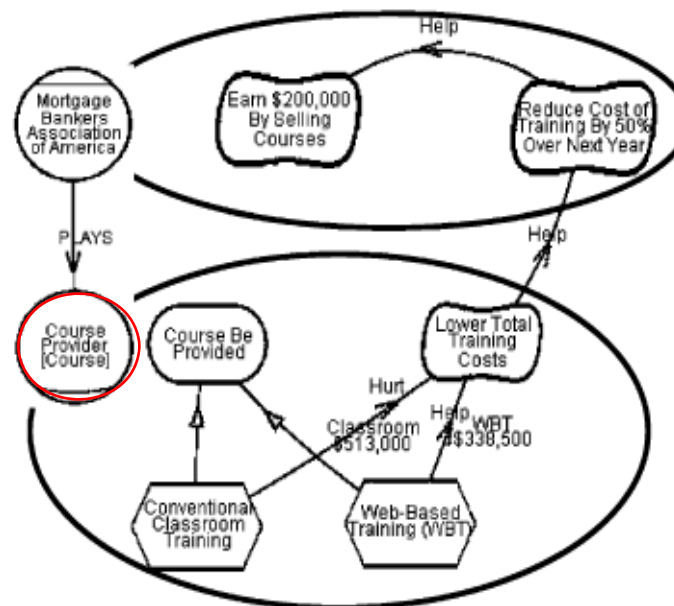 Help
Mortgage
Bankers
Association
of America
Earn $200,000
By Selling
Courses
Reduce Cost of
Training By 50%
Over Next Year
PLAYS
Help
Course
Provider
[Course]
Course Be
Provided
Lower Total
Training
Costs
Hurt
Classroom
$513,000
Help
WBT
$338,500
Conventional
Classroom
Training
Web-Based
Training (WBT)